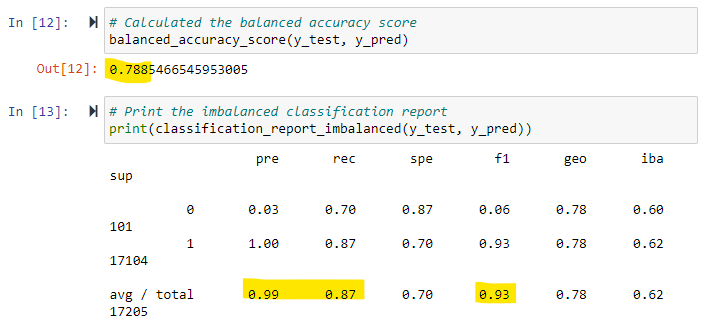 In [12]: # Calculated the balanced accuracy score
balanced_accuracy_score(y_test, y_pred)
Out[12]: 0.7885466545953005
In [13]: # Print the imbalanced classification report
print(classification_report_imbalanced(y_test, y_pred))
pre rec spe f1 geo iba
sup
0 0.03 0.70 0.87 0.06 0.78 0.60
101
1 1.00 0.87 0.70 0.93 0.78 0.62
17104
avg / total 0.99 0.87 0.70 0.93 0.78 0.62
17205